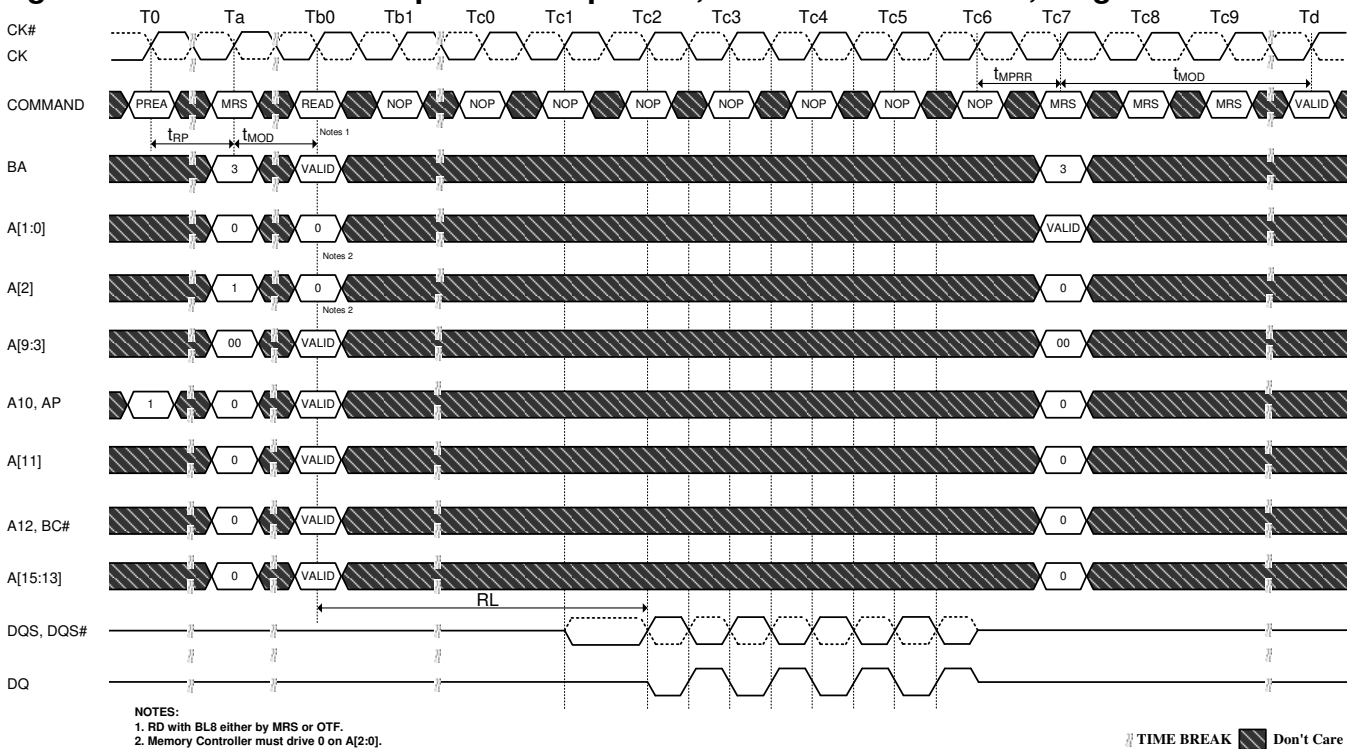 T0 Ta Tb0 Tb1 Tc0 Tc1 Tc2 Tc3 Tc4 Tc5 Tc6 Tc7 Tc8 Tc9 Td
CK#
CK
tMPRR tMOD
COMMAND PREA MRS READ NOP NOP NOP NOP NOP NOP NOP NOP MRS MRS MRS VALID
tRP tMOD Notes 1
BA 3 VALID 3
A[1:0] 0 0 VALID
Notes 2
A[2] 1 0 0
Notes 2
A[9:3] 00 VALID 00
A10, AP 1 0 VALID 0
A[11] 0 VALID 0
A12, BC# 0 VALID 0
A[15:13] 0 VALID 0
RL
DQS, DQS#
DQ
NOTES:
1. RD with BL8 either by MRS or OTF.
2. Memory Controller must drive 0 on A[2:0].
TIME BREAK Don't Care